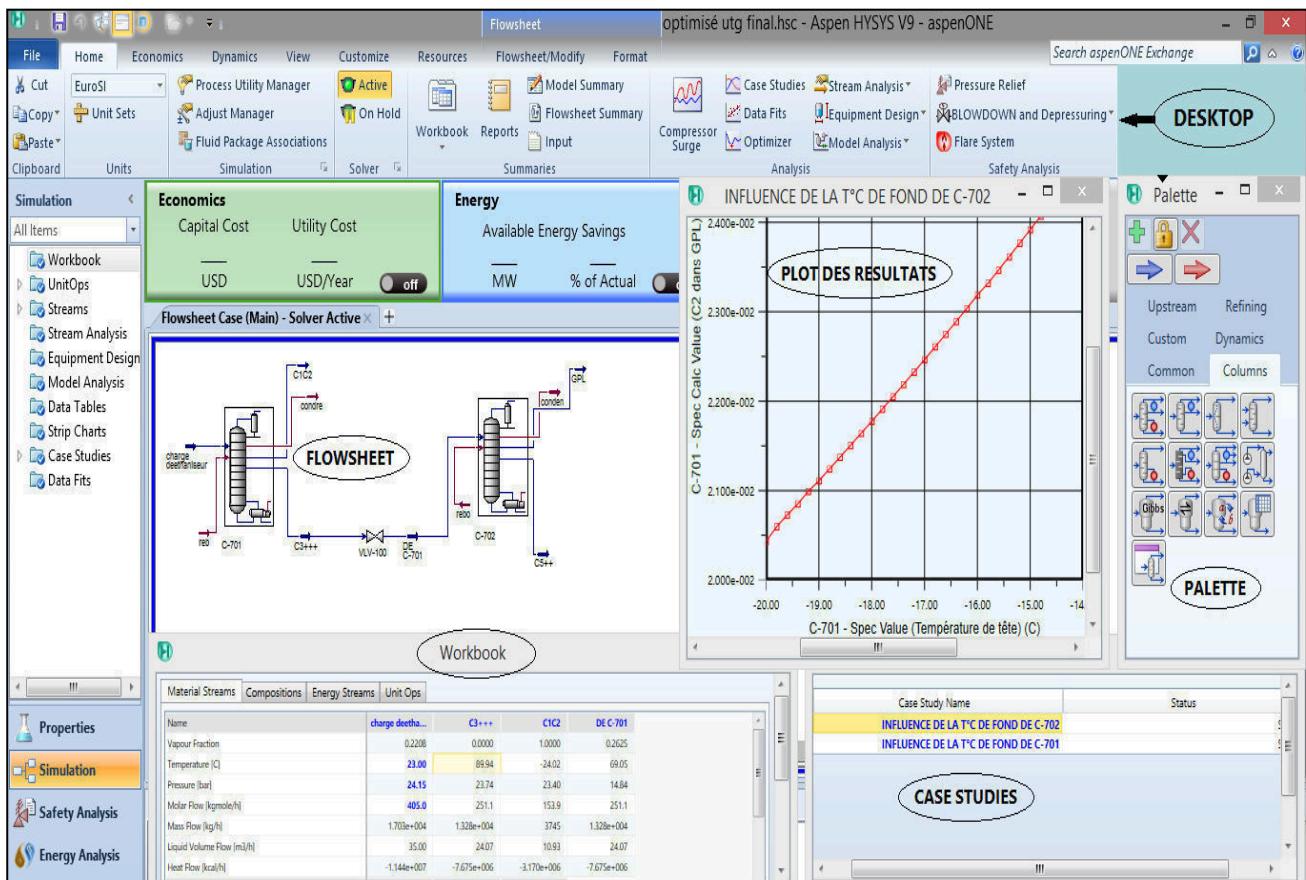 Flowsheet
optimisé utg final.hsc - Aspen HYSYS V9 - aspenONE
File Home Economics Dynamics View Customize Resources Flowsheet/Modify Format
Search aspenONE Exchange
Cut
Copy
Paste
Clipboard
EuroSI
Unit Sets
Units
Process Utility Manager
Adjust Manager
Fluid Package Associations
Simulation
Active
On Hold
Solver
Workbook
Reports
Model Summary
Flowsheet Summary
Input
Summaries
Compressor Surge
Case Studies
Data Fits
Optimizer
Stream Analysis
Equipment Design
Model Analysis
Analysis
Pressure Relief
BLOWDOWN and Depressuring
Flare System
Safety Analysis
DESKTOP
Simulation
All Items
Workbook
UnitOps
Streams
Stream Analysis
Equipment Design
Model Analysis
Data Tables
Strip Charts
Case Studies
Data Fits
Properties
Simulation
Safety Analysis
Energy Analysis
Economics
Capital Cost Utility Cost
USD USD/Year off
Energy
Available Energy Savings
MW % of Actual
Flowsheet Case (Main) - Solver Active
C1C2
condre
charge
deethaniseur
reb
C-701
C3+++
VLV-100
DE
C-701
GPL
conden
rebo
C-702
C5++
FLOWSHEET
INFLUENCE DE LA T°C DE FOND DE C-702
PLOT DES RESULTATS
C-701 - Spec Calc Value (C2 dans GPL)
2.400e-002
2.300e-002
2.200e-002
2.100e-002
2.000e-002
-20.00 -19.00 -18.00 -17.00 -16.00 -15.00 -14
C-701 - Spec Value (Température de tête) (C)
Palette
Upstream Refining
Custom Dynamics
Common Columns
Gibbs
PALETTE
Workbook
Material Streams Compositions Energy Streams Unit Ops
Name charge deetha... C3+++ C1C2 DE C-701
Vapour Fraction 0.2208 0.0000 1.0000 0.2625
Temperature [C] 23.00 89.94 -24.02 69.05
Pressure [bar] 24.15 23.74 23.40 14.84
Molar Flow [kgmole/h] 405.0 251.1 153.9 251.1
Mass Flow [kg/h] 1.703e+004 1.328e+004 3745 1.328e+004
Liquid Volume Flow [m3/h] 35.00 24.07 10.93 24.07
Heat Flow [kcal/h] -1.144e+007 -7.675e+006 -3.170e+006 -7.675e+006
Case Study Name Status
INFLUENCE DE LA T°C DE FOND DE C-702
INFLUENCE DE LA T°C DE FOND DE C-701
CASE STUDIES